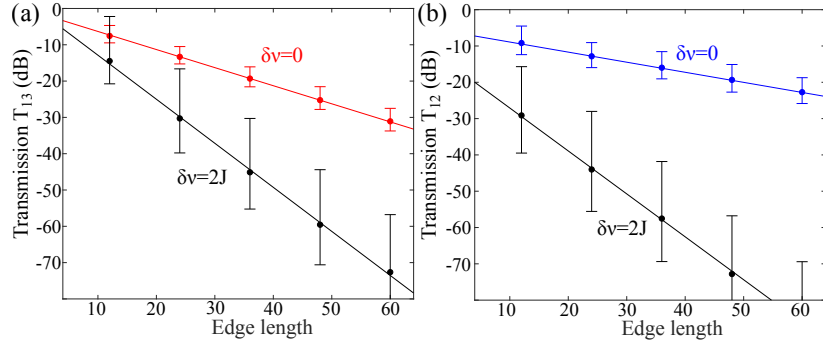 (a)
0
-10
-20
-30
-40
-50
-60
-70
Transmission T13 (dB)
δν=0
δν=2J
10 20 30 40 50 60
Edge length
(b)
0
-10
-20
-30
-40
-50
-60
-70
Transmission T12 (dB)
δν=0
δν=2J
10 20 30 40 50 60
Edge length